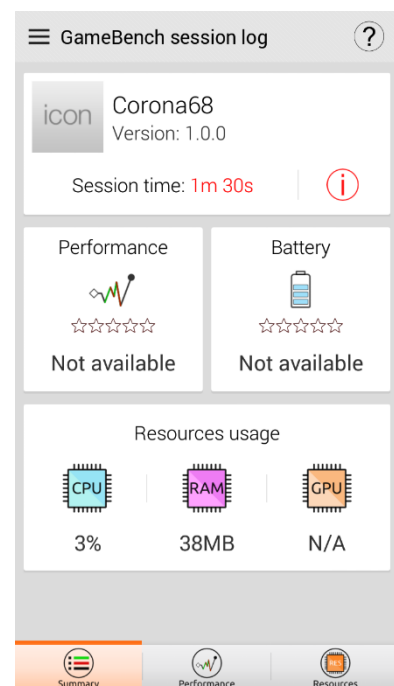 GameBench session log
?
icon
Corona68
Version: 1.0.0
Session time: 1m 30s
i
Performance
Battery
Not available
Not available
Resources usage
CPU
RAM
GPU
3%
38MB
N/A
RES
Summary
Performance
Resources